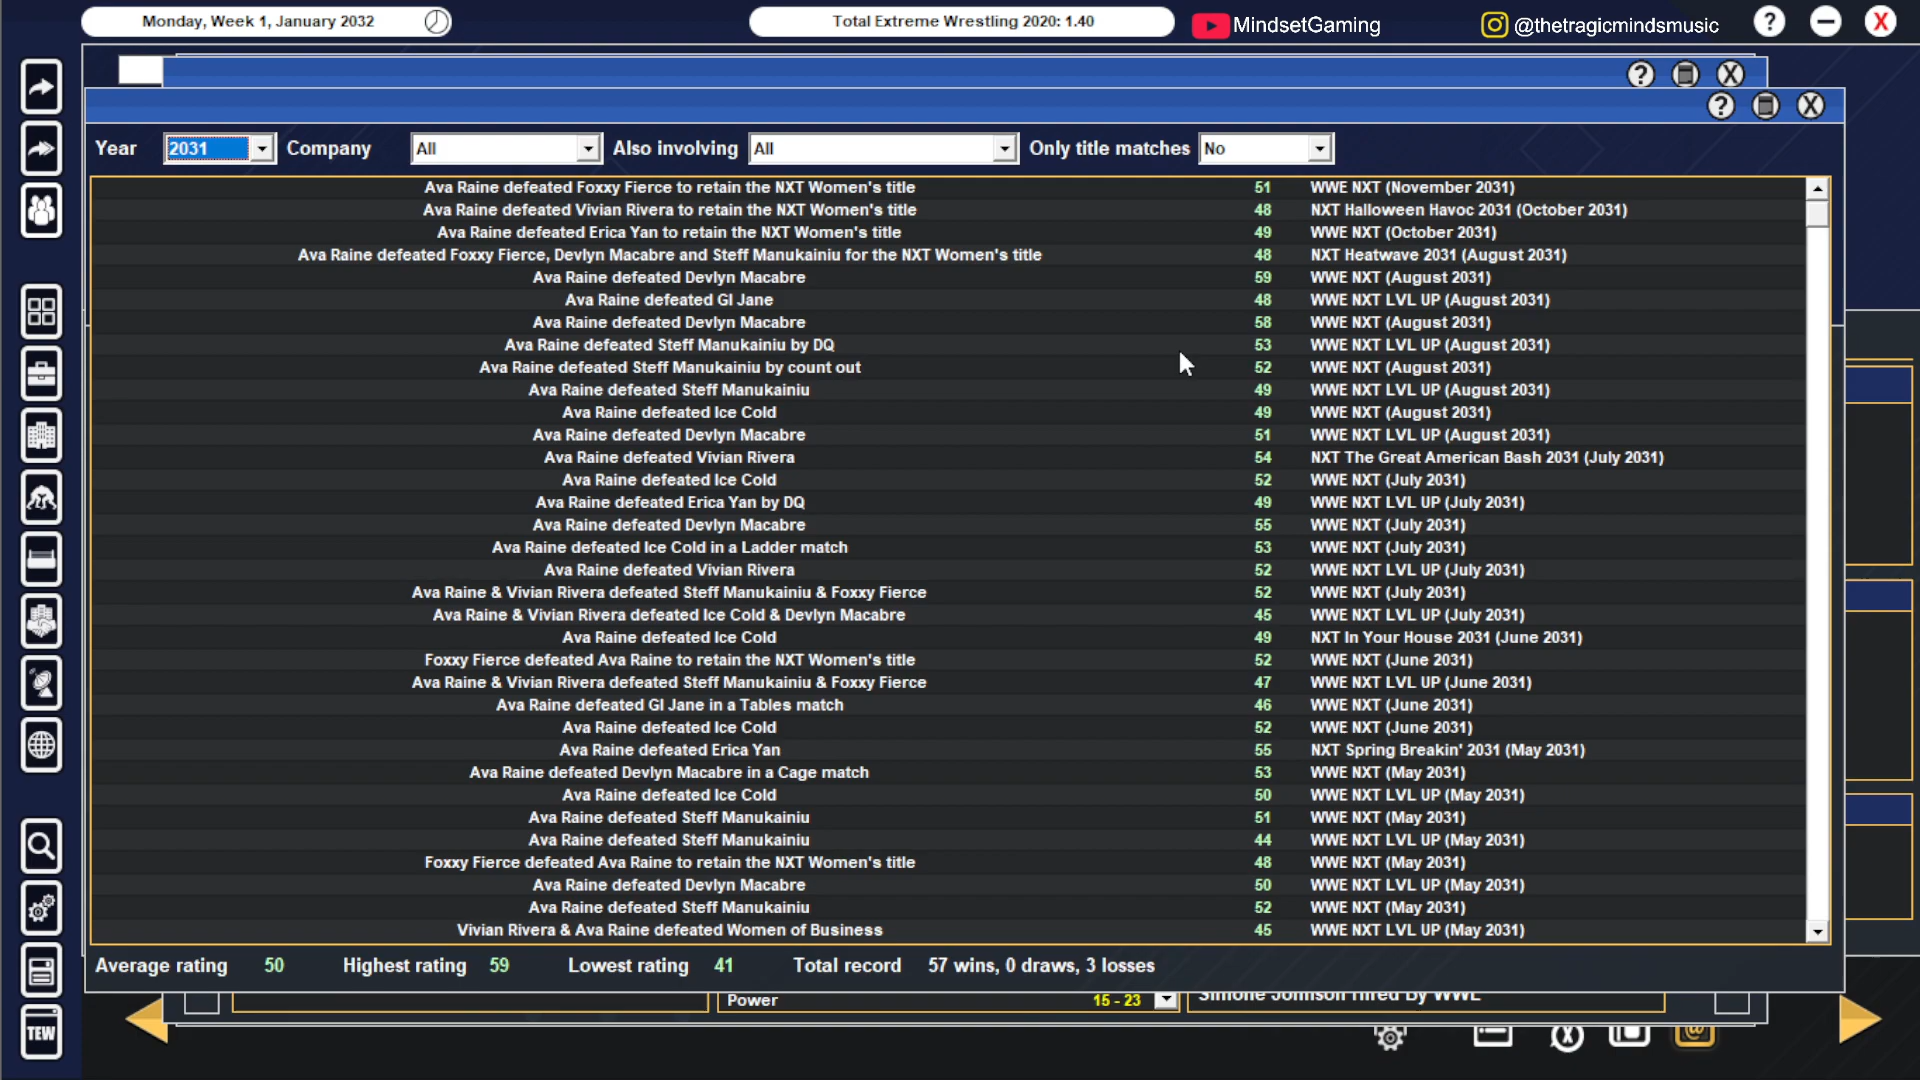 Monday, Week 1, January 2032
Total Extreme Wrestling 2020: 1.40
MindsetGaming
@thetragicmindsmusic
Year 2031 Company All Also involving All Only title matches No
Ava Raine defeated Foxxy Fierce to retain the NXT Women's title 51 WWE NXT (November 2031)
Ava Raine defeated Vivian Rivera to retain the NXT Women's title 48 NXT Halloween Havoc 2031 (October 2031)
Ava Raine defeated Erica Yan to retain the NXT Women's title 49 WWE NXT (October 2031)
Ava Raine defeated Foxxy Fierce, Devlyn Macabre and Steff Manukainiu for the NXT Women's title 48 NXT Heatwave 2031 (August 2031)
Ava Raine defeated Devlyn Macabre 59 WWE NXT (August 2031)
Ava Raine defeated GI Jane 48 WWE NXT LVL UP (August 2031)
Ava Raine defeated Devlyn Macabre 58 WWE NXT (August 2031)
Ava Raine defeated Steff Manukainiu by DQ 53 WWE NXT LVL UP (August 2031)
Ava Raine defeated Steff Manukainiu by count out 52 WWE NXT (August 2031)
Ava Raine defeated Steff Manukainiu 49 WWE NXT LVL UP (August 2031)
Ava Raine defeated Ice Cold 49 WWE NXT (August 2031)
Ava Raine defeated Devlyn Macabre 51 WWE NXT LVL UP (August 2031)
Ava Raine defeated Vivian Rivera 54 NXT The Great American Bash 2031 (July 2031)
Ava Raine defeated Ice Cold 52 WWE NXT (July 2031)
Ava Raine defeated Erica Yan by DQ 49 WWE NXT LVL UP (July 2031)
Ava Raine defeated Devlyn Macabre 55 WWE NXT (July 2031)
Ava Raine defeated Ice Cold in a Ladder match 53 WWE NXT (July 2031)
Ava Raine defeated Vivian Rivera 52 WWE NXT LVL UP (July 2031)
Ava Raine & Vivian Rivera defeated Steff Manukainiu & Foxxy Fierce 52 WWE NXT (July 2031)
Ava Raine & Vivian Rivera defeated Ice Cold & Devlyn Macabre 45 WWE NXT LVL UP (July 2031)
Ava Raine defeated Ice Cold 49 NXT In Your House 2031 (June 2031)
Foxxy Fierce defeated Ava Raine to retain the NXT Women's title 52 WWE NXT (June 2031)
Ava Raine & Vivian Rivera defeated Steff Manukainiu & Foxxy Fierce 47 WWE NXT LVL UP (June 2031)
Ava Raine defeated GI Jane in a Tables match 46 WWE NXT (June 2031)
Ava Raine defeated Ice Cold 52 WWE NXT (June 2031)
Ava Raine defeated Erica Yan 55 NXT Spring Breakin' 2031 (May 2031)
Ava Raine defeated Devlyn Macabre in a Cage match 53 WWE NXT (May 2031)
Ava Raine defeated Ice Cold 50 WWE NXT LVL UP (May 2031)
Ava Raine defeated Steff Manukainiu 51 WWE NXT (May 2031)
Ava Raine defeated Steff Manukainiu 44 WWE NXT LVL UP (May 2031)
Foxxy Fierce defeated Ava Raine to retain the NXT Women's title 48 WWE NXT (May 2031)
Ava Raine defeated Devlyn Macabre 50 WWE NXT LVL UP (May 2031)
Ava Raine defeated Steff Manukainiu 52 WWE NXT (May 2031)
Vivian Rivera & Ava Raine defeated Women of Business 45 WWE NXT LVL UP (May 2031)
Average rating 50 Highest rating 59 Lowest rating 41 Total record 57 wins, 0 draws, 3 losses
Power 15 - 23 Simone Johnson Hired By WWE
TEW